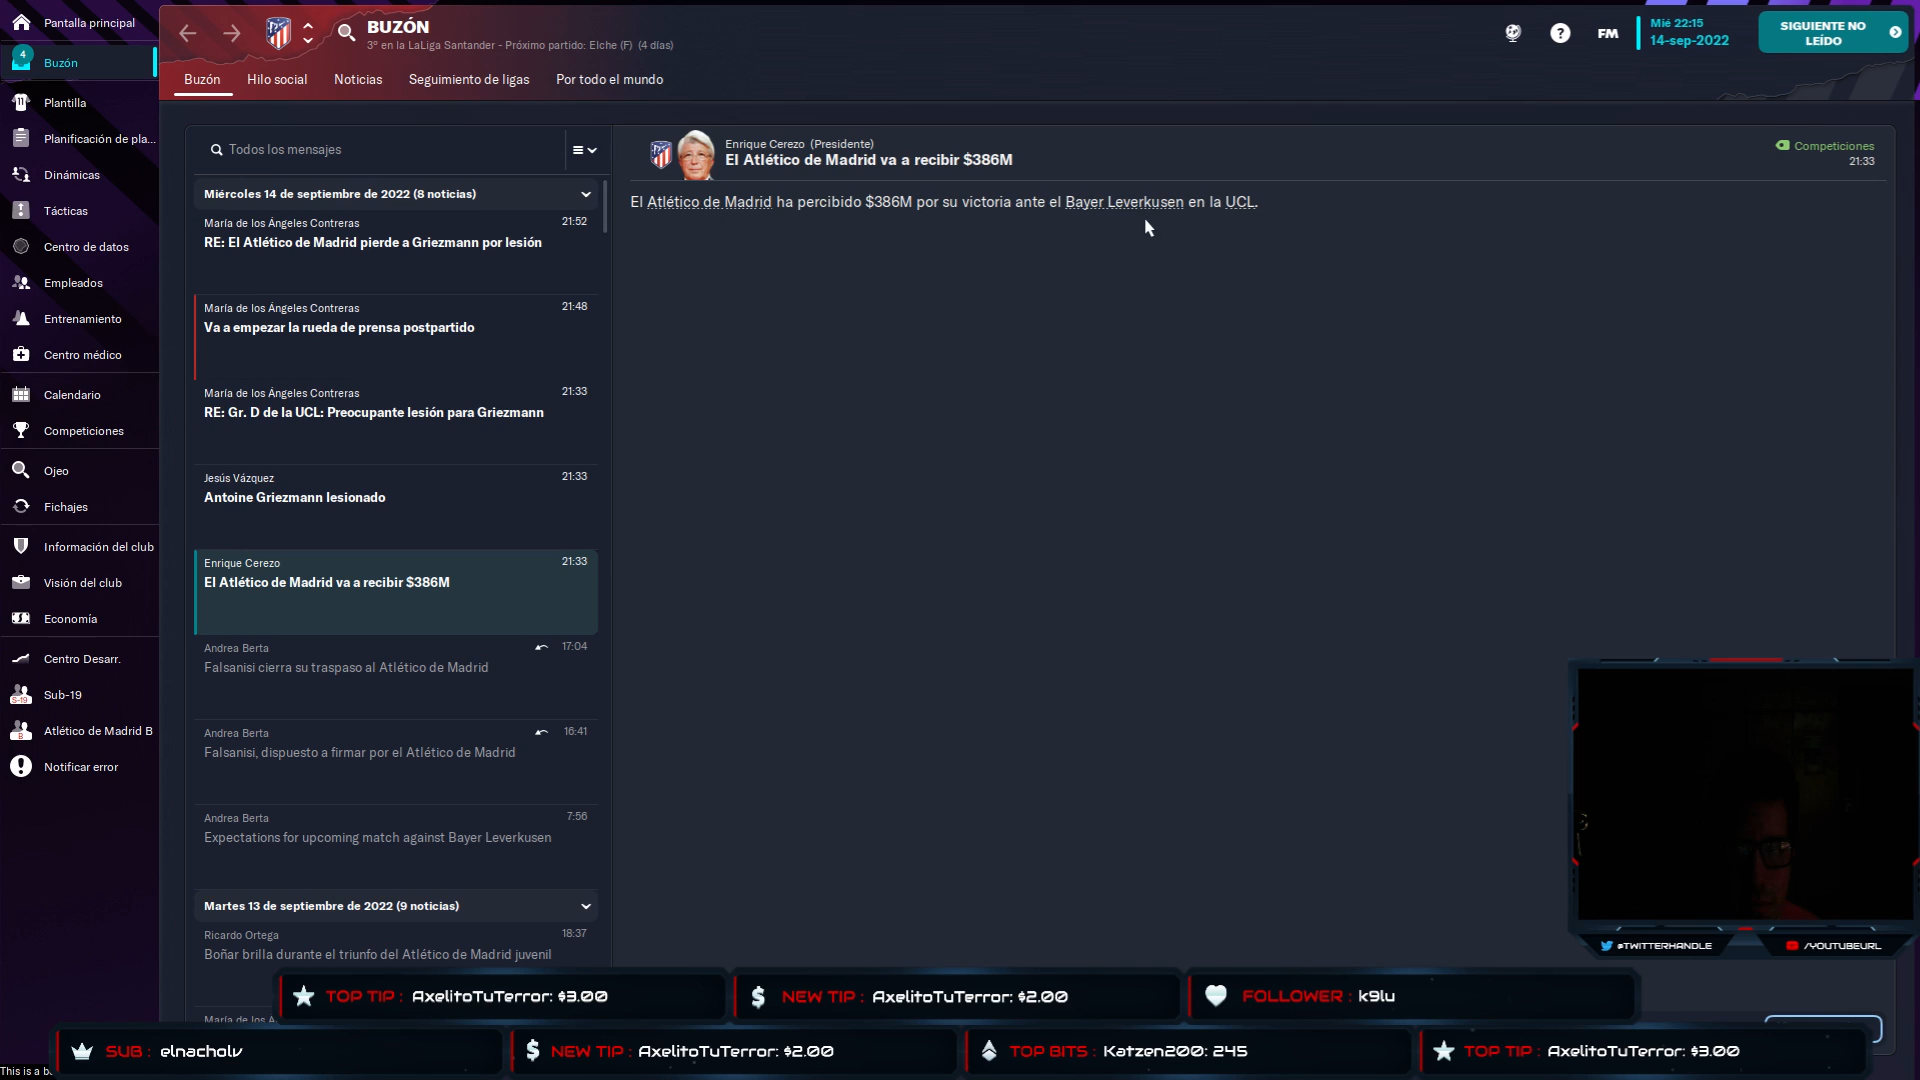 Pantalla principal
4
Buzón
11
Plantilla
Planificación de pla...
Dinámicas
Tácticas
Centro de datos
Empleados
Entrenamiento
Centro médico
Calendario
Competiciones
Ojeo
Fichajes
Información del club
Visión del club
Economía
Centro Desarr.
S-19
Sub-19
B
Atlético de Madrid B
Notificar error
BUZÓN
3º en la LaLiga Santander - Próximo partido: Elche (F) (4 días)
? FM
Mié 22:15
14-sep-2022
SIGUIENTE NO
LEÍDO
Buzón Hilo social Noticias Seguimiento de ligas Por todo el mundo
Todos los mensajes
Miércoles 14 de septiembre de 2022 (8 noticias)
María de los Ángeles Contreras 21:52
RE: El Atlético de Madrid pierde a Griezmann por lesión
María de los Ángeles Contreras 21:48
Va a empezar la rueda de prensa postpartido
María de los Ángeles Contreras 21:33
RE: Gr. D de la UCL: Preocupante lesión para Griezmann
Jesús Vázquez 21:33
Antoine Griezmann lesionado
Enrique Cerezo 21:33
El Atlético de Madrid va a recibir $386M
Andrea Berta 17:04
Falsanisi cierra su traspaso al Atlético de Madrid
Andrea Berta 16:41
Falsanisi, dispuesto a firmar por el Atlético de Madrid
Andrea Berta 7:56
Expectations for upcoming match against Bayer Leverkusen
Martes 13 de septiembre de 2022 (9 noticias)
Ricardo Ortega 18:37
Boñar brilla durante el triunfo del Atlético de Madrid juvenil
María de los Á
Enrique Cerezo (Presidente)
El Atlético de Madrid va a recibir $386M
Competiciones
21:33
El Atlético de Madrid ha percibido $386M por su victoria ante el Bayer Leverkusen en la UCL.
@TWITTERHANDLE /YOUTUBEURL
TOP TIP : AxelitoTuTerror: $3.00
NEW TIP : AxelitoTuTerror: $2.00
FOLLOWER : k9lu
SUB : elnacholv
NEW TIP : AxelitoTuTerror: $2.00
TOP BITS : Katzen200: 245
TOP TIP : AxelitoTuTerror: $3.00
This is a b